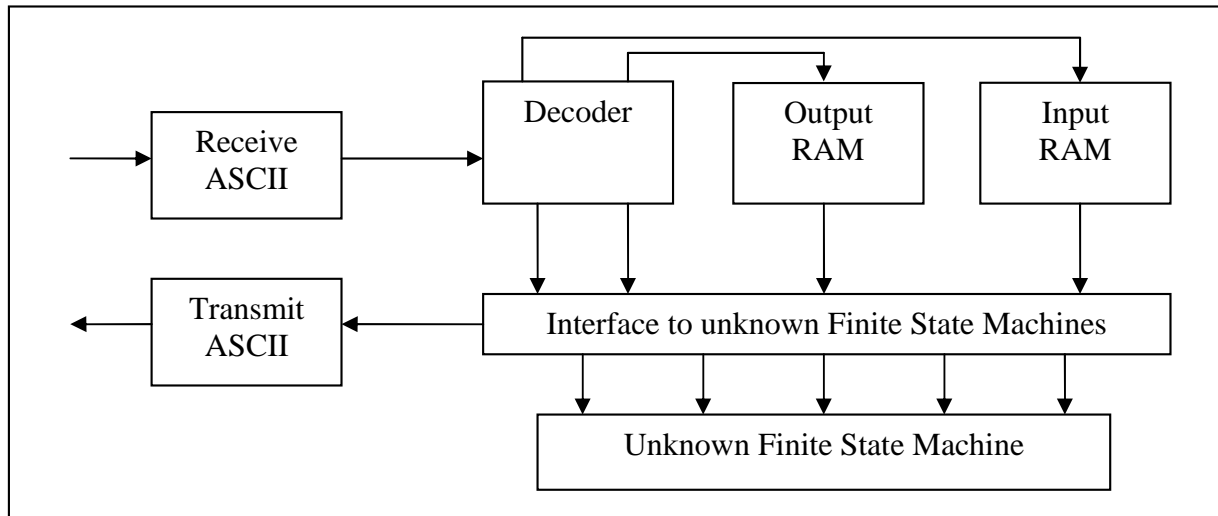 Decoder
Output
RAM
Input
RAM
Receive
ASCII
Transmit
ASCII
Interface to unknown Finite State Machines
Unknown Finite State Machine